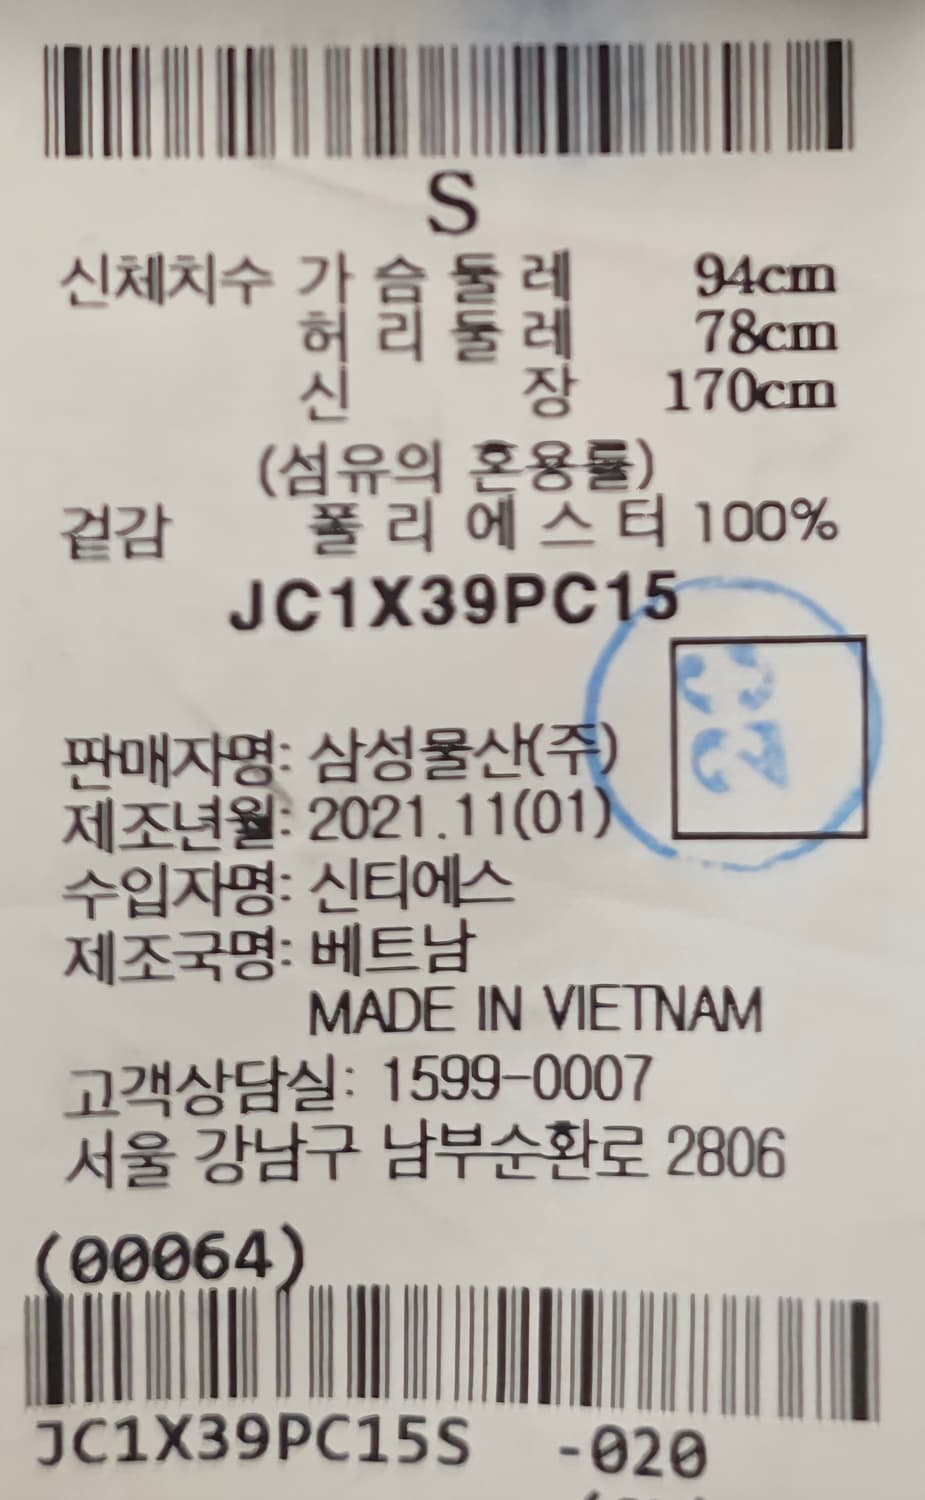 S
신체치수 가슴둘레 94cm
허리둘레 78cm
신장 170cm
(섬유의 혼용률)
겉감 폴리에스터 100%
JC1X39PC15
판매자명: 삼성물산(주)
제조년월: 2021.11(01)
수입자명: 신티에스
제조국명: 베트남
MADE IN VIETNAM
고객상담실: 1599-0007
서울 강남구 남부순환로 2806
(00064)
JC1X39PC15S -020